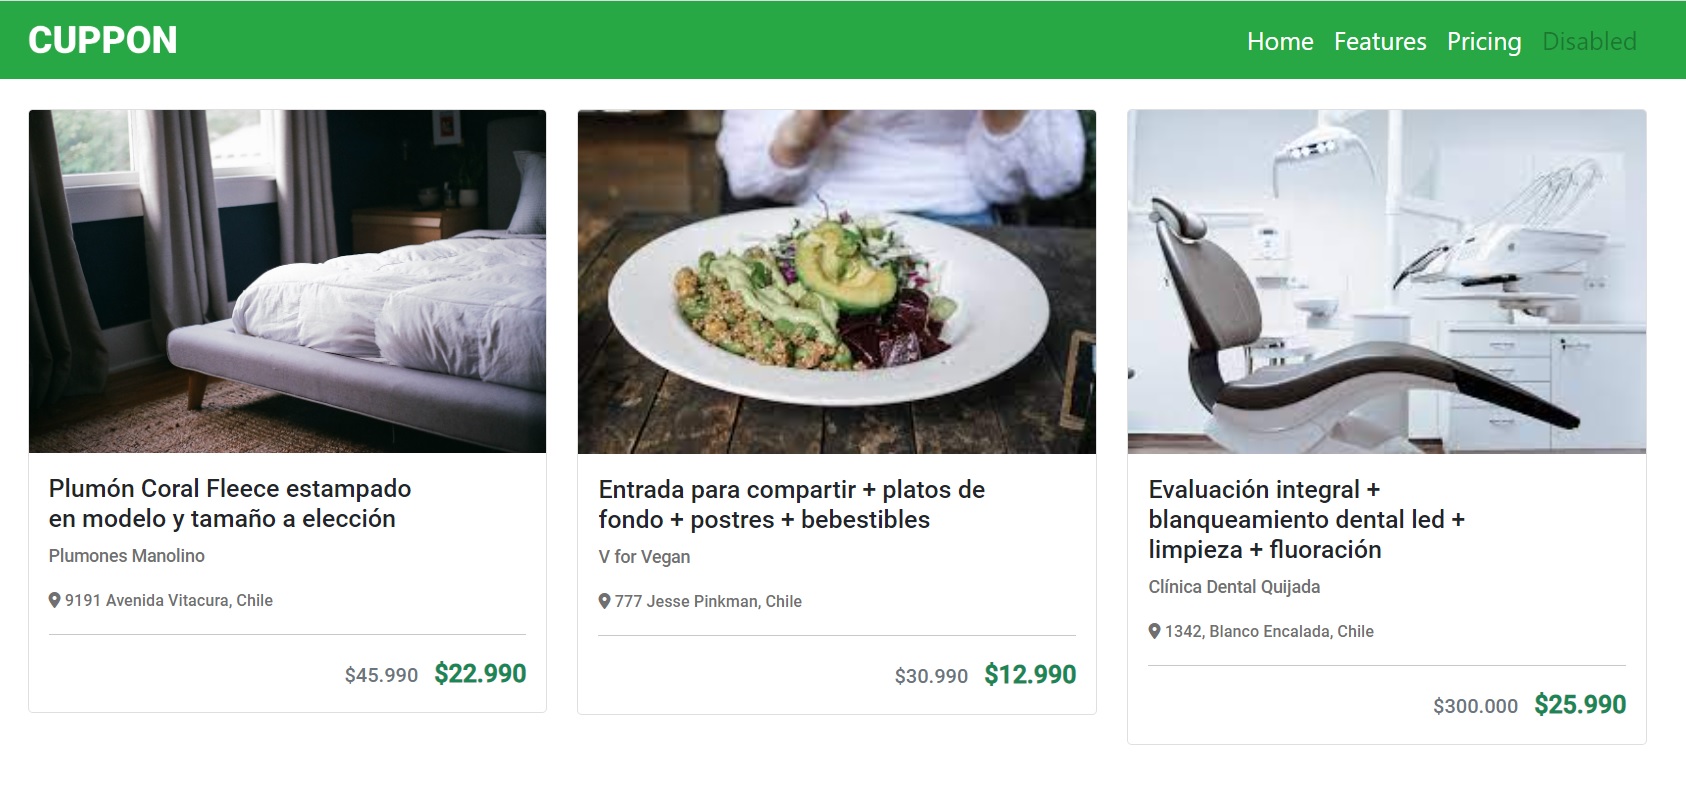 CUPPON
Home Features Pricing Disabled
Plumón Coral Fleece estampado
en modelo y tamaño a elección
Plumones Manolino
9191 Avenida Vitacura, Chile
$45.990 $22.990
Entrada para compartir + platos de
fondo + postres + bebestibles
V for Vegan
777 Jesse Pinkman, Chile
$30.990 $12.990
Evaluación integral +
blanqueamiento dental led +
limpieza + fluoración
Clínica Dental Quijada
1342, Blanco Encalada, Chile
$300.000 $25.990